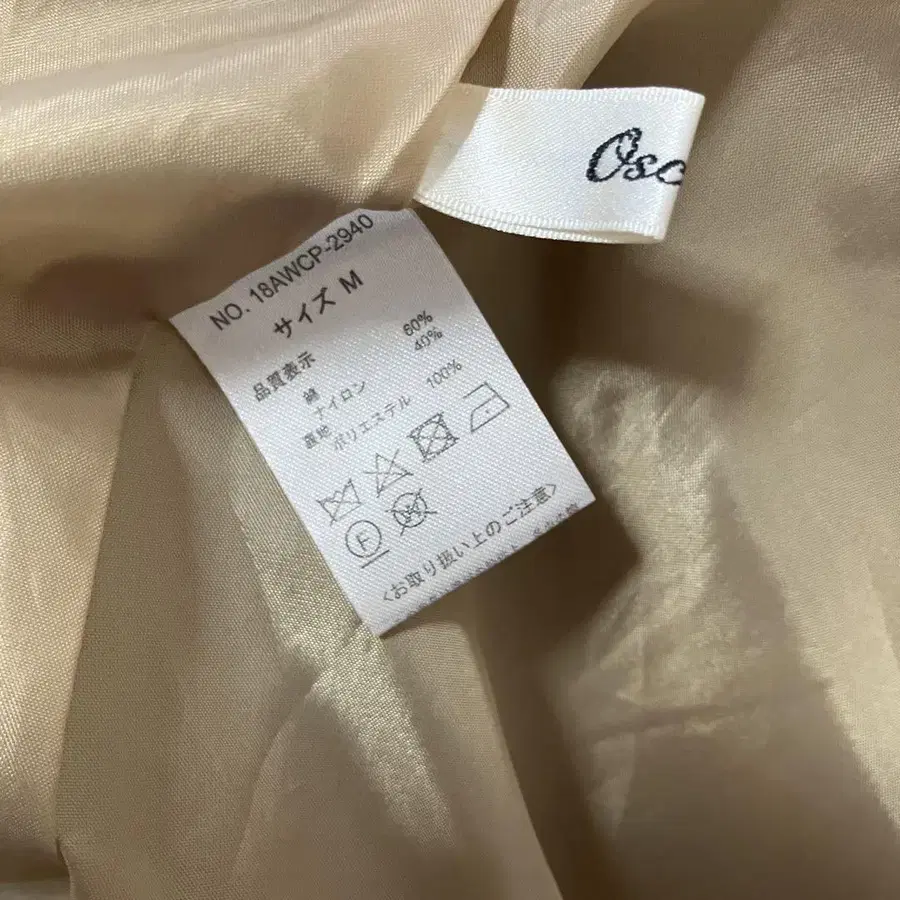 Osc
NO. 18AWCP-2940
サイズ M
品質表示
綿 60%
ナイロン 40%
裏地 ポリエステル 100%
F W
<お取り扱い上のご注意>